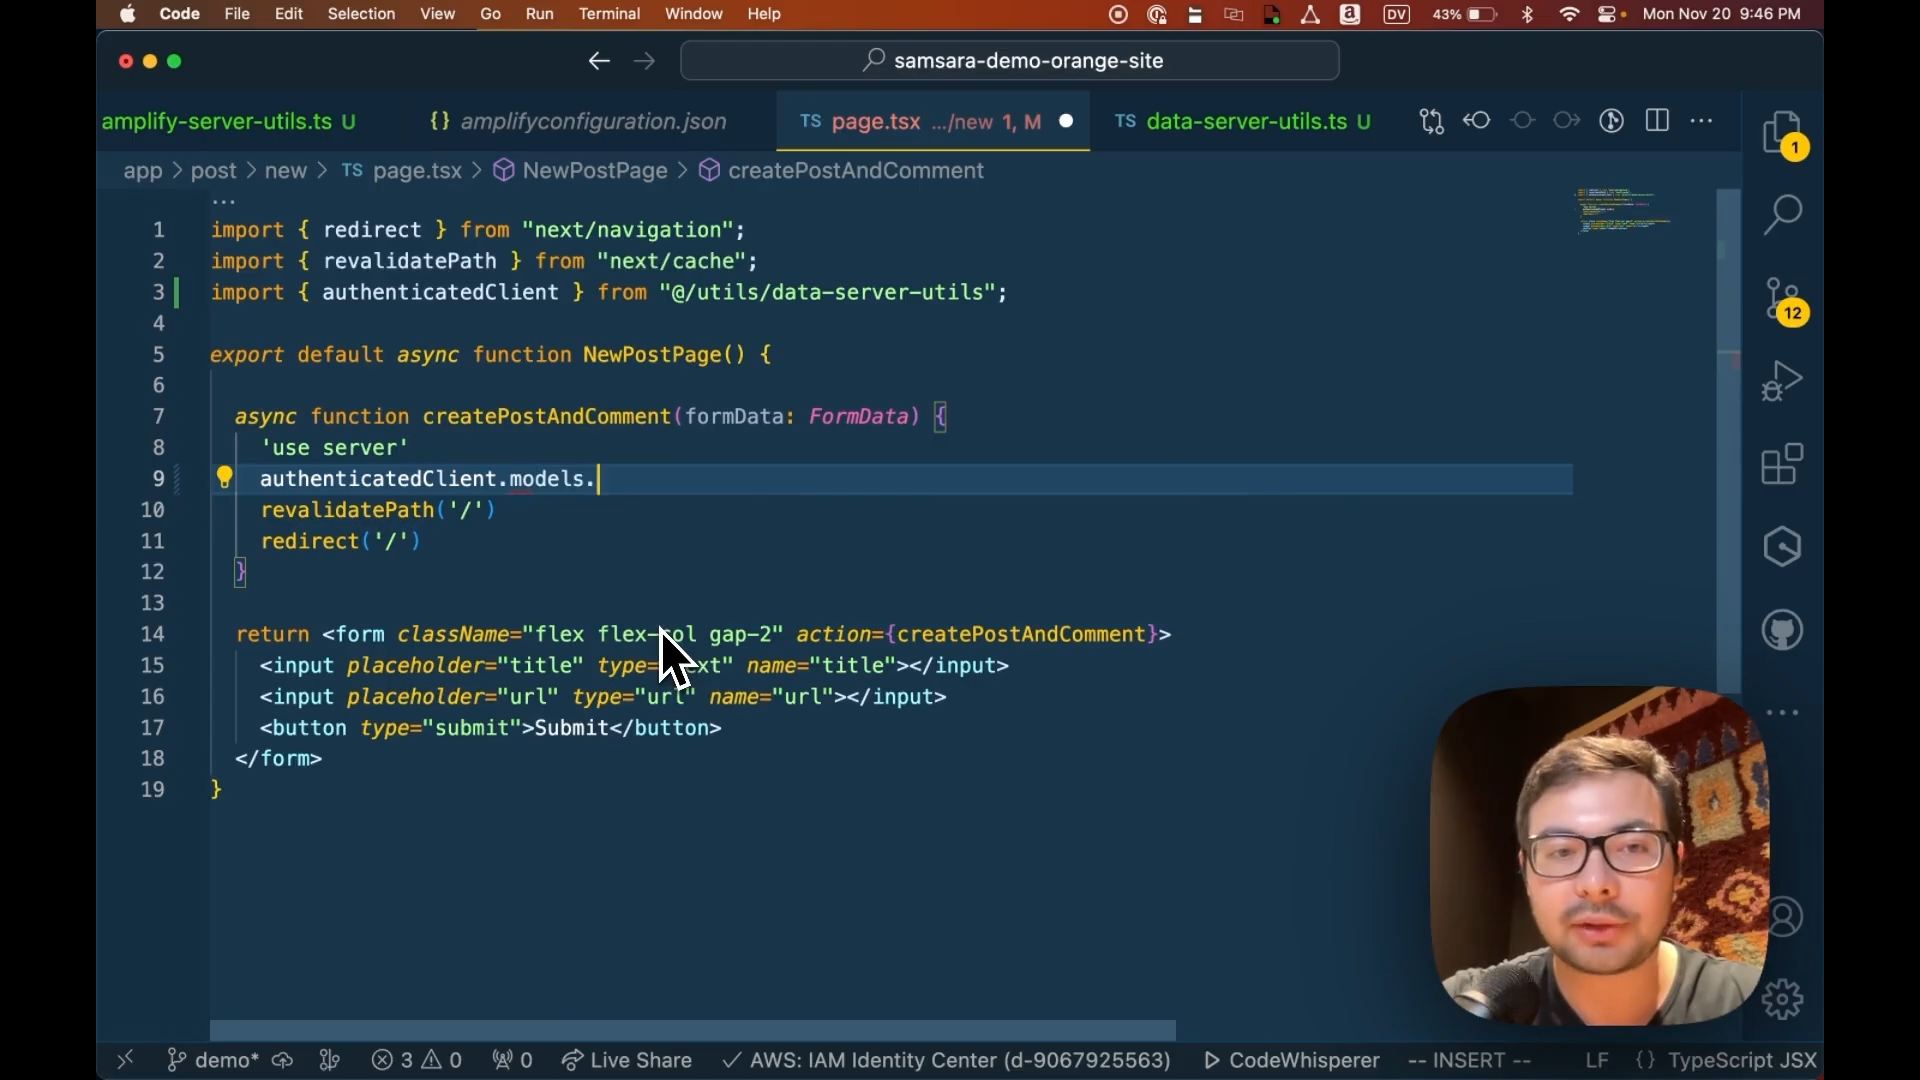 Code File Edit Selection View Go Run Terminal Window Help DV 43% Mon Nov 20 9:46 PM
samsara-demo-orange-site
amplify-server-utils.ts U {} amplifyconfiguration.json TS page.tsx .../new 1, M TS data-server-utils.ts U
1
app > post > new > TS page.tsx > NewPostPage > createPostAndComment
...
1 import { redirect } from "next/navigation";
2 import { revalidatePath } from "next/cache";
3 import { authenticatedClient } from "@/utils/data-server-utils";
12
4
5 export default async function NewPostPage() {
6
7 async function createPostAndComment(formData: FormData) {
8 'use server'
9 authenticatedClient.models.
10 revalidatePath('/')
11 redirect('/')
12 }
13
14 return <form className="flex flex-col gap-2" action={createPostAndComment}>
15 <input placeholder="title" type="text" name="title"></input>
16 <input placeholder="url" type="url" name="url"></input>
17 <button type="submit">Submit</button>
18 </form>
19 }
demo* 3 0 0 Live Share AWS: IAM Identity Center (d-9067925563) CodeWhisperer -- INSERT -- LF {} TypeScript JSX